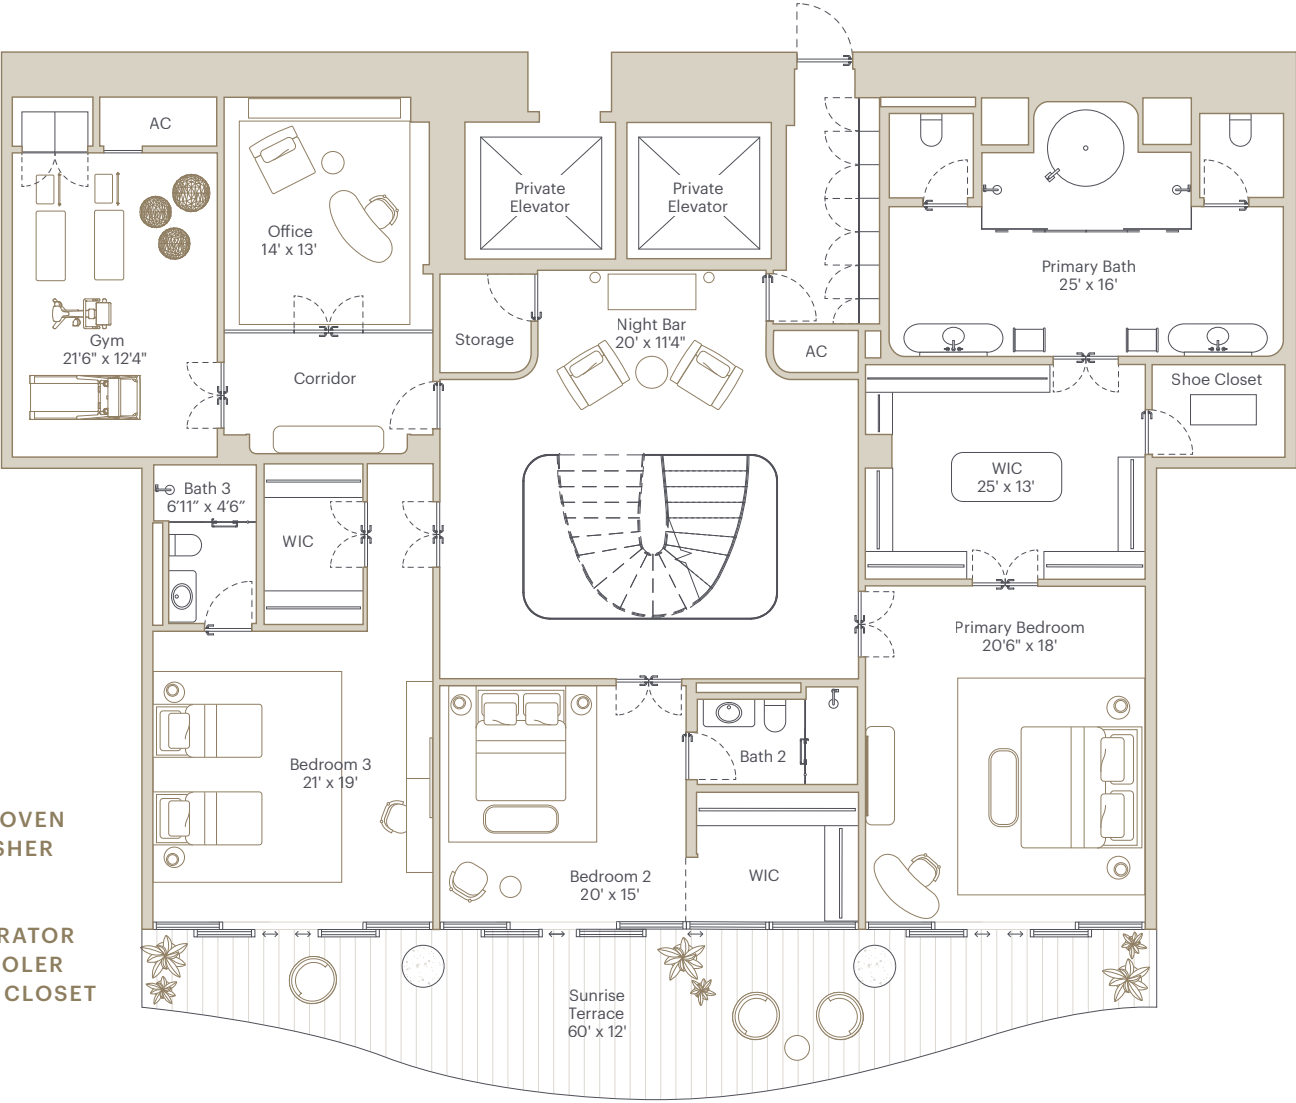 AC
Office
14' x 13'
Private
Elevator
Private
Elevator
Primary Bath
25' x 16'
Gym
21'6" x 12'4"
Storage
Night Bar
20' x 11'4"
AC
Corridor
Shoe Closet
WIC
25' x 13'
Bath 3
6'11" x 4'6"
WIC
Primary Bedroom
20'6" x 18'
Bedroom 3
21' x 19'
Bath 2
Bedroom 2
20' x 15'
WIC
Sunrise
Terrace
60' x 12'
OVEN
SHER
RATOR
OLER
CLOSET